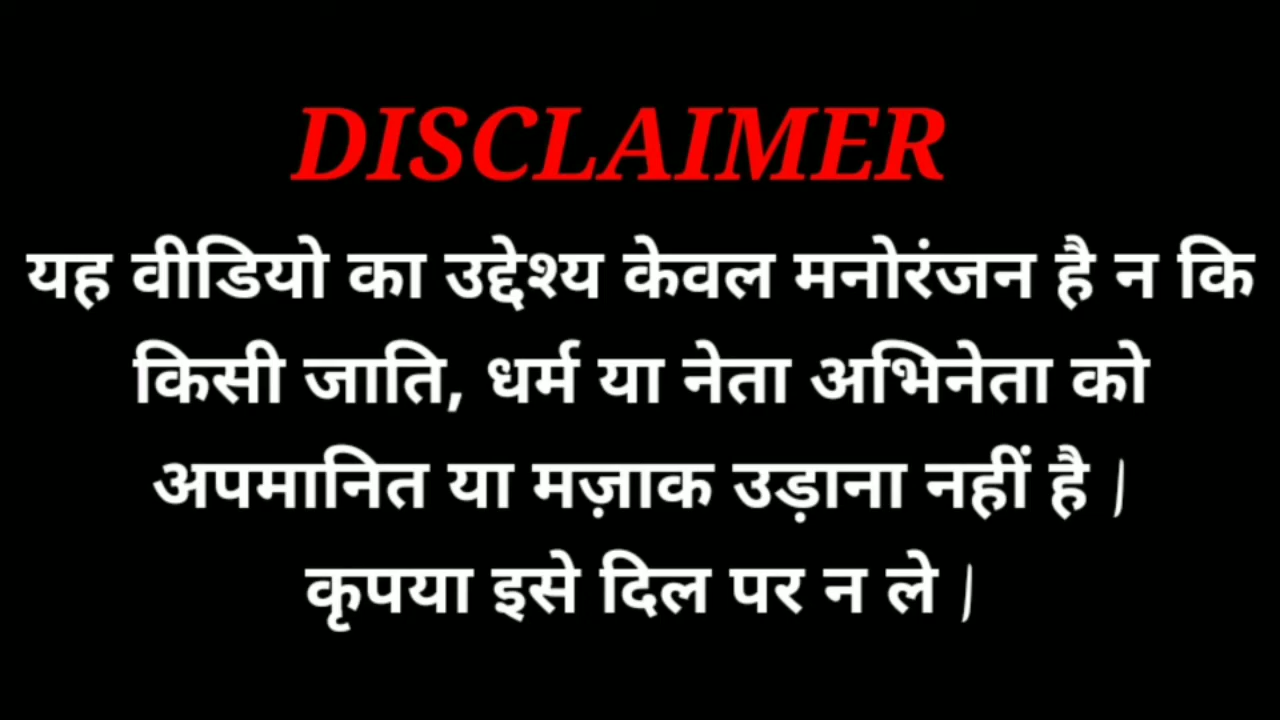 DISCLAIMER
यह वीडियो का उद्देश्य केवल मनोरंजन है न कि
किसी जाति, धर्म या नेता अभिनेता को
अपमानित या मज़ाक उड़ाना नहीं है |
कृपया इसे दिल पर न ले |